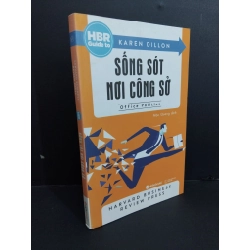 HBR
Guide to
KAREN DILLON
SỐNG SÓT
NƠI CÔNG SỞ
Office Politics
HARVARD BUSINESS
REVIEW PRESS